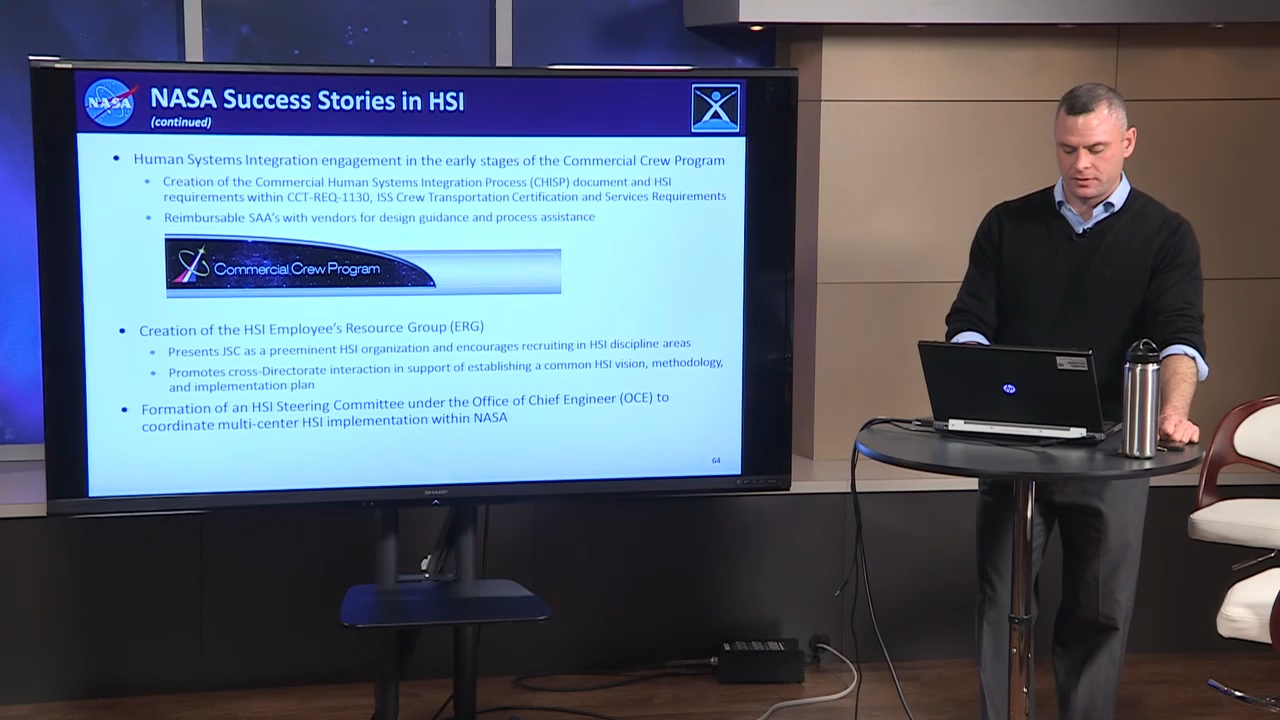 NASA
NASA Success Stories in HSI
(continued)
• Human Systems Integration engagement in the early stages of the Commercial Crew Program
• Creation of the Commercial Human Systems Integration Process (CHISP) document and HSI
requirements within CCT-REQ-1130, ISS Crew Transportation Certification and Services Requirements
• Reimbursable SAA's with vendors for design guidance and process assistance
Commercial Crew Program
• Creation of the HSI Employee's Resource Group (ERG)
• Presents JSC as a preeminent HSI organization and encourages recruiting in HSI discipline areas
• Promotes cross-Directorate interaction in support of establishing a common HSI vision, methodology,
and implementation plan
• Formation of an HSI Steering Committee under the Office of Chief Engineer (OCE) to
coordinate multi-center HSI implementation within NASA
64
SHARP
hp